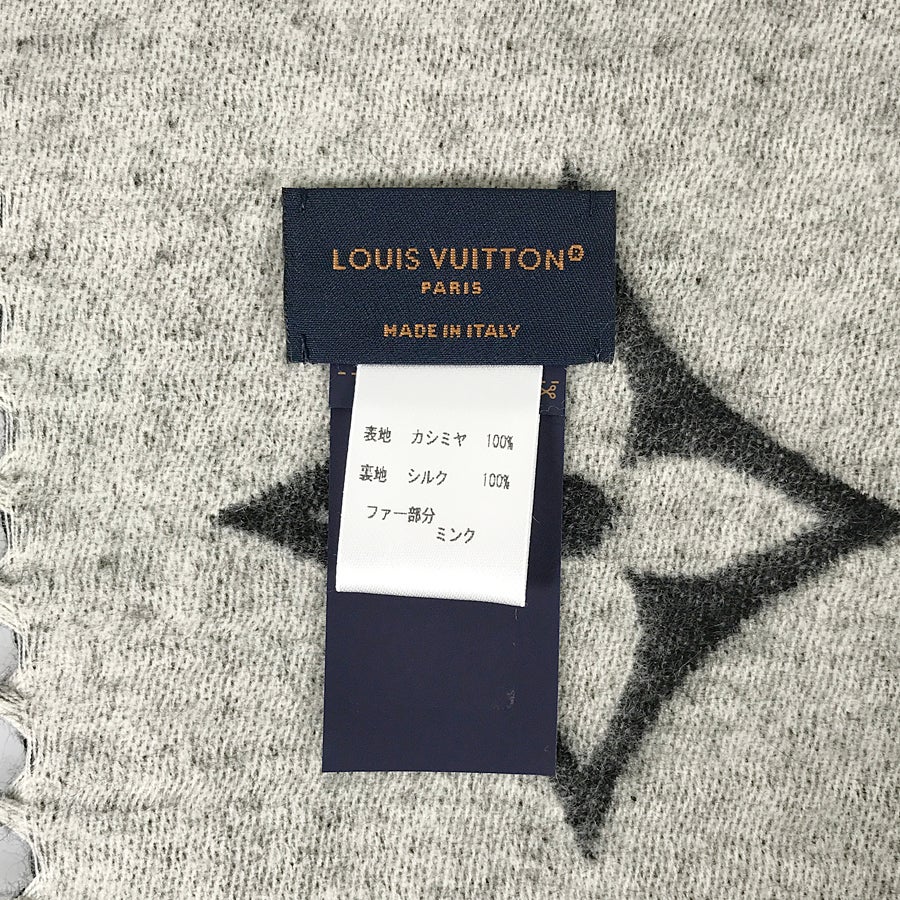 LOUIS VUITTON®
PARIS
MADE IN ITALY
表地 カシミヤ 100%
裏地 シルク 100%
ファー部分
ミンク